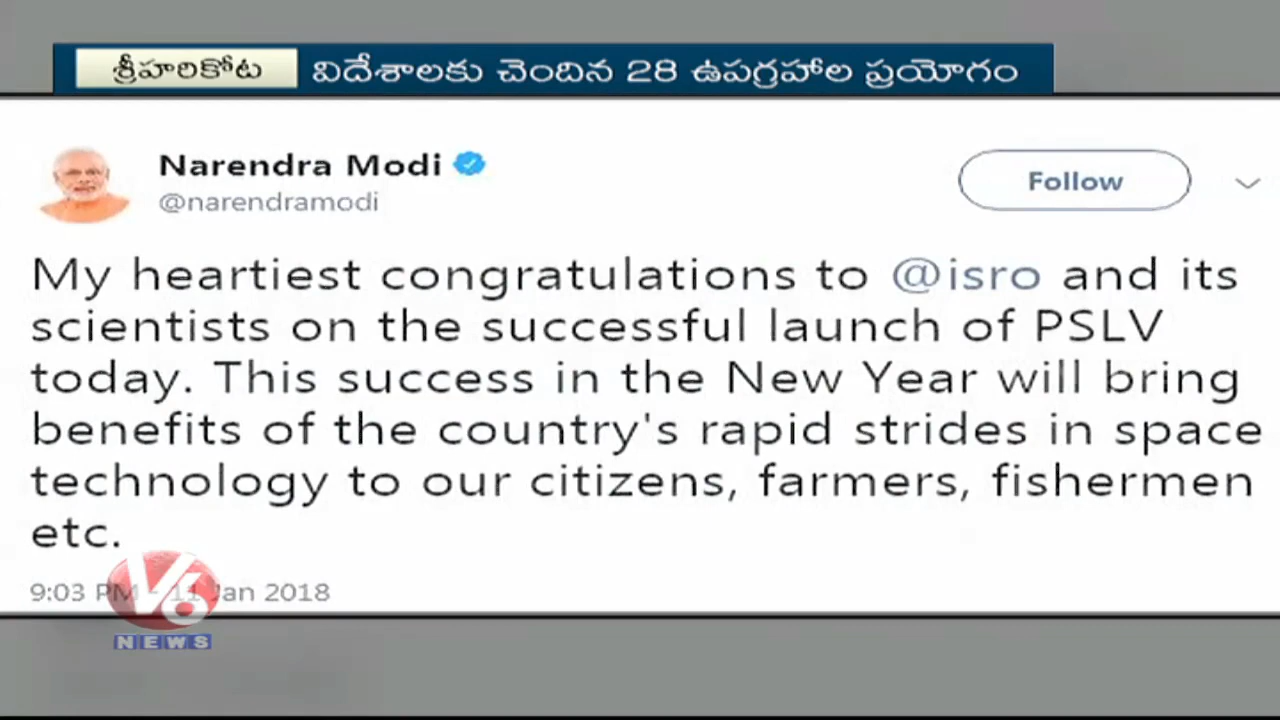 శ్రీహరికోట విదేశాలకు చెందిన 28 ఉపగ్రహాల ప్రయోగం
Narendra Modi
@narendramodi
Follow
My heartiest congratulations to @isro and its
scientists on the successful launch of PSLV
today. This success in the New Year will bring
benefits of the country's rapid strides in space
technology to our citizens, farmers, fishermen
etc.
9:03 PM - 11 Jan 2018
V6
NEWS